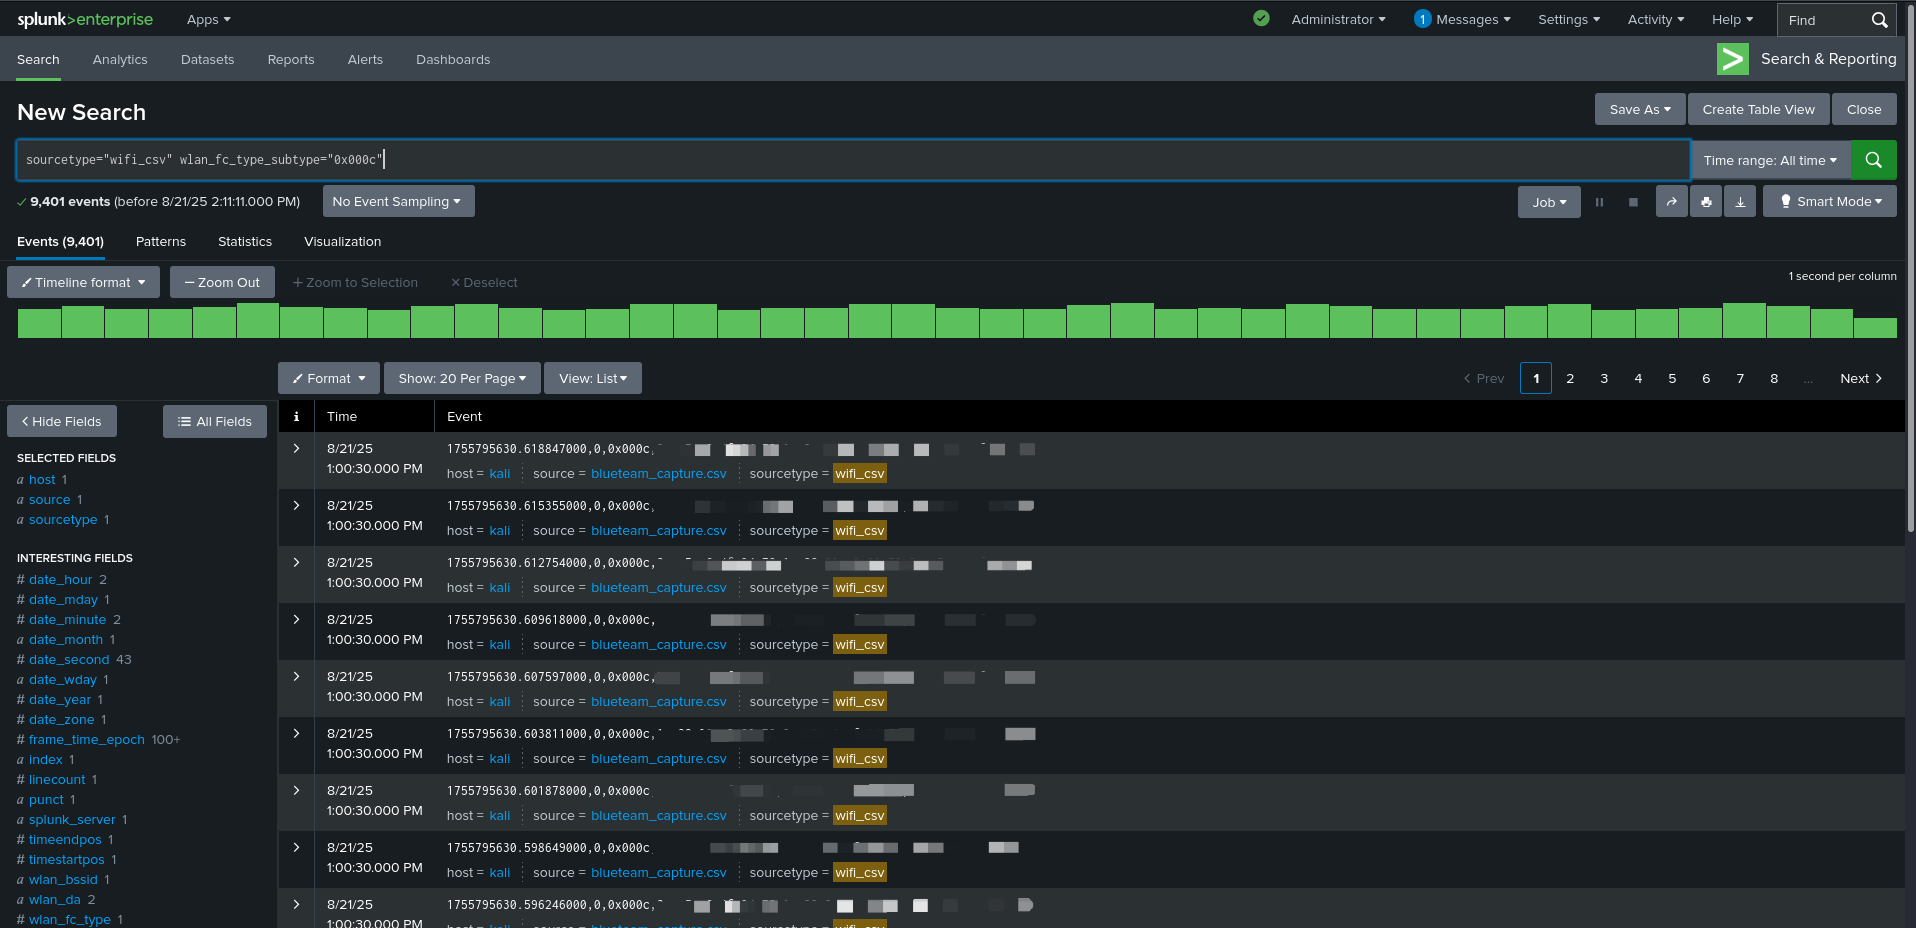 splunk>enterprise Apps Administrator 1 Messages Settings Activity Help Find
Search Analytics Datasets Reports Alerts Dashboards Search & Reporting
New Search Save As Create Table View Close
sourcetype="wifi_csv" wlan_fc_type_subtype="0x000c" Time range: All time
9,401 events (before 8/21/25 2:11:11.000 PM) No Event Sampling Job Smart Mode
Events (9,401) Patterns Statistics Visualization
Timeline format — Zoom Out + Zoom to Selection × Deselect 1 second per column
Format Show: 20 Per Page View: List < Prev 1 2 3 4 5 6 7 8 ... Next >
< Hide Fields All Fields
i Time Event
SELECTED FIELDS
a host 1
a source 1
a sourcetype 1
INTERESTING FIELDS
# date_hour 2
# date_mday 1
# date_minute 2
a date_month 1
# date_second 43
a date_wday 1
# date_year 1
# date_zone 1
# frame_time_epoch 100+
a index 1
# linecount 1
a punct 1
a splunk_server 1
# timeendpos 1
# timestartpos 1
a wlan_bssid 1
a wlan_da 2
# wlan_fc_type 1
> 8/21/25 1755795630.618847000,0,0x000c,
1:00:30.000 PM host = kali source = blueteam_capture.csv sourcetype = wifi_csv
> 8/21/25 1755795630.615355000,0,0x000c,
1:00:30.000 PM host = kali source = blueteam_capture.csv sourcetype = wifi_csv
> 8/21/25 1755795630.612754000,0,0x000c,
1:00:30.000 PM host = kali source = blueteam_capture.csv sourcetype = wifi_csv
> 8/21/25 1755795630.609618000,0,0x000c,
1:00:30.000 PM host = kali source = blueteam_capture.csv sourcetype = wifi_csv
> 8/21/25 1755795630.607597000,0,0x000c,
1:00:30.000 PM host = kali source = blueteam_capture.csv sourcetype = wifi_csv
> 8/21/25 1755795630.603811000,0,0x000c,
1:00:30.000 PM host = kali source = blueteam_capture.csv sourcetype = wifi_csv
> 8/21/25 1755795630.601878000,0,0x000c,
1:00:30.000 PM host = kali source = blueteam_capture.csv sourcetype = wifi_csv
> 8/21/25 1755795630.598649000,0,0x000c,
1:00:30.000 PM host = kali source = blueteam_capture.csv sourcetype = wifi_csv
> 8/21/25 1755795630.596246000,0,0x000c,
1:00:30.000 PM host = kali source = blueteam_capture.csv sourcetype = wifi_csv